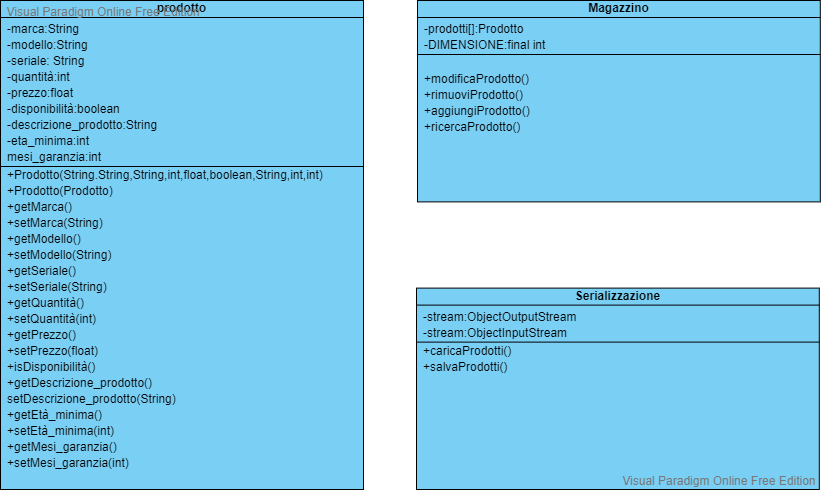 Visual Paradigm Online Free Edition
prodotto
-marca:String
-modello:String
-seriale: String
-quantità:int
-prezzo:float
-disponibilità:boolean
-descrizione_prodotto:String
-eta_minima:int
mesi_garanzia:int
+Prodotto(String.String,String,int,float,boolean,String,int,int)
+Prodotto(Prodotto)
+getMarca()
+setMarca(String)
+getModello()
+setModello(String)
+getSeriale()
+setSeriale(String)
+getQuantità()
+setQuantità(int)
+getPrezzo()
+setPrezzo(float)
+isDisponibilità()
+getDescrizione_prodotto()
setDescrizione_prodotto(String)
+getEtà_minima()
+setEtà_minima(int)
+getMesi_garanzia()
+setMesi_garanzia(int)
Magazzino
-prodotti[]:Prodotto
-DIMENSIONE:final int
+modificaProdotto()
+rimuoviProdotto()
+aggiungiProdotto()
+ricercaProdotto()
Serializzazione
-stream:ObjectOutputStream
-stream:ObjectInputStream
+caricaProdotti()
+salvaProdotti()
Visual Paradigm Online Free Edition